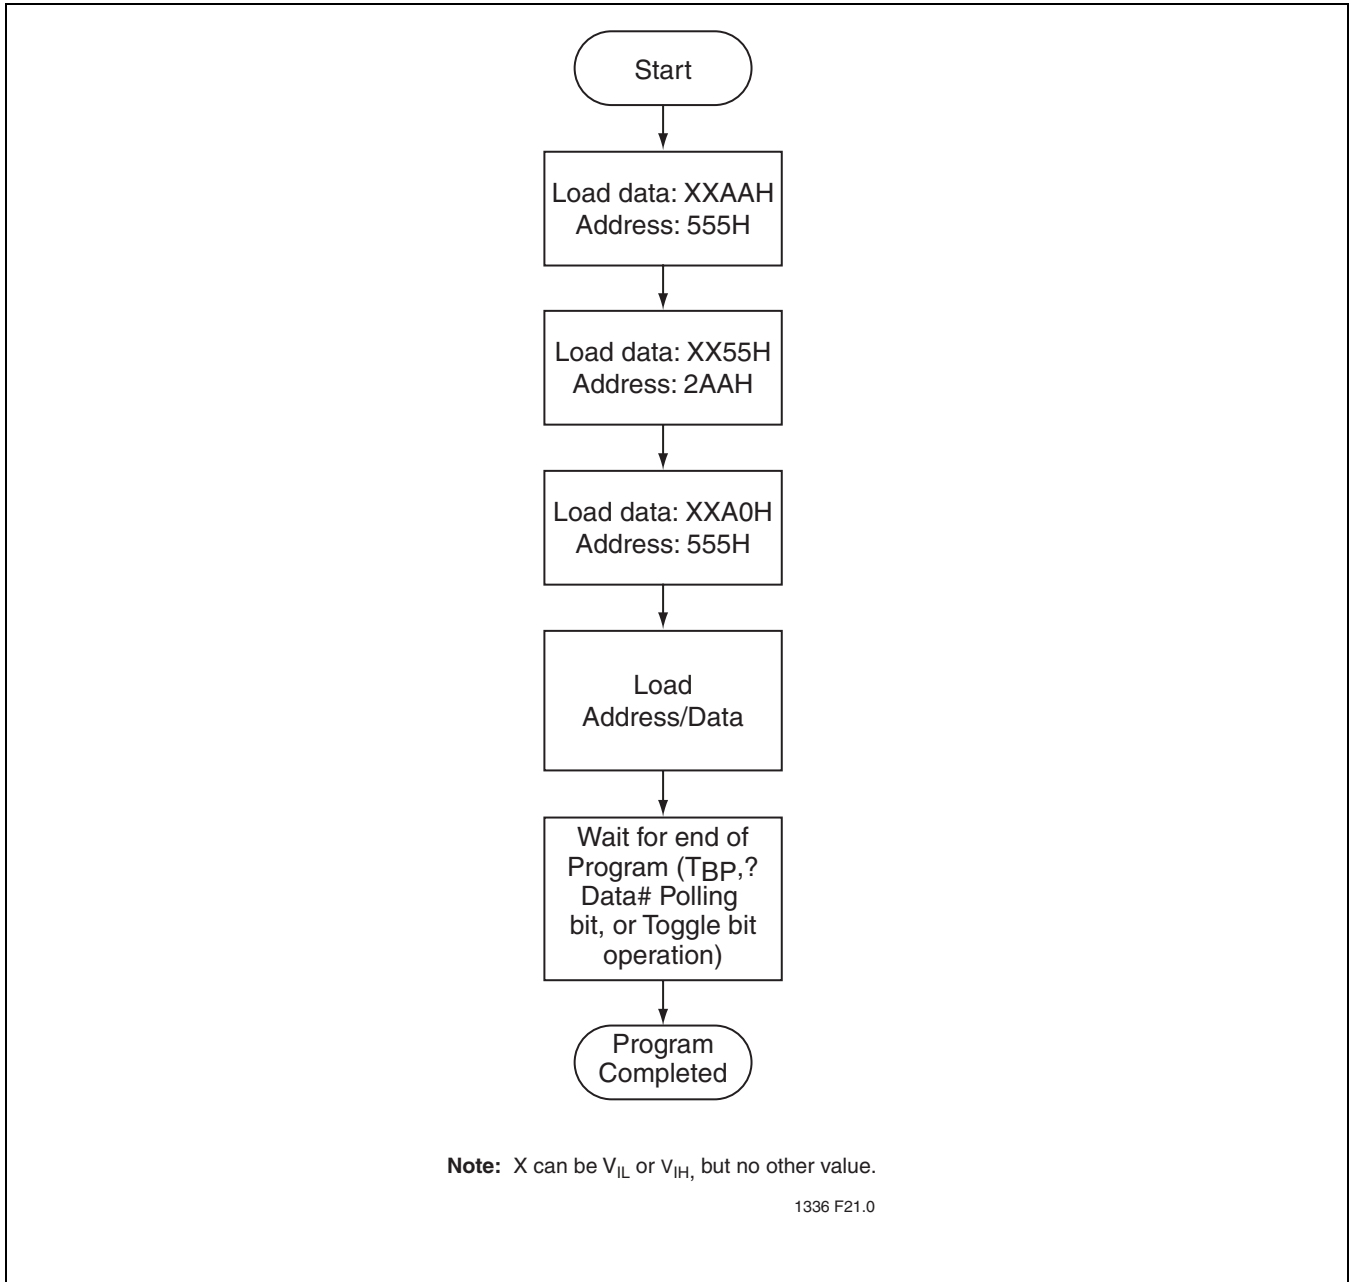 Start
Load data: XXAAH
Address: 555H
Load data: XX55H
Address: 2AAH
Load data: XXA0H
Address: 555H
Load
Address/Data
Wait for end of
Program (TBP,?
Data# Polling
bit, or Toggle bit
operation)
Program
Completed
Note: X can be VIL or VIH, but no other value.
1336 F21.0